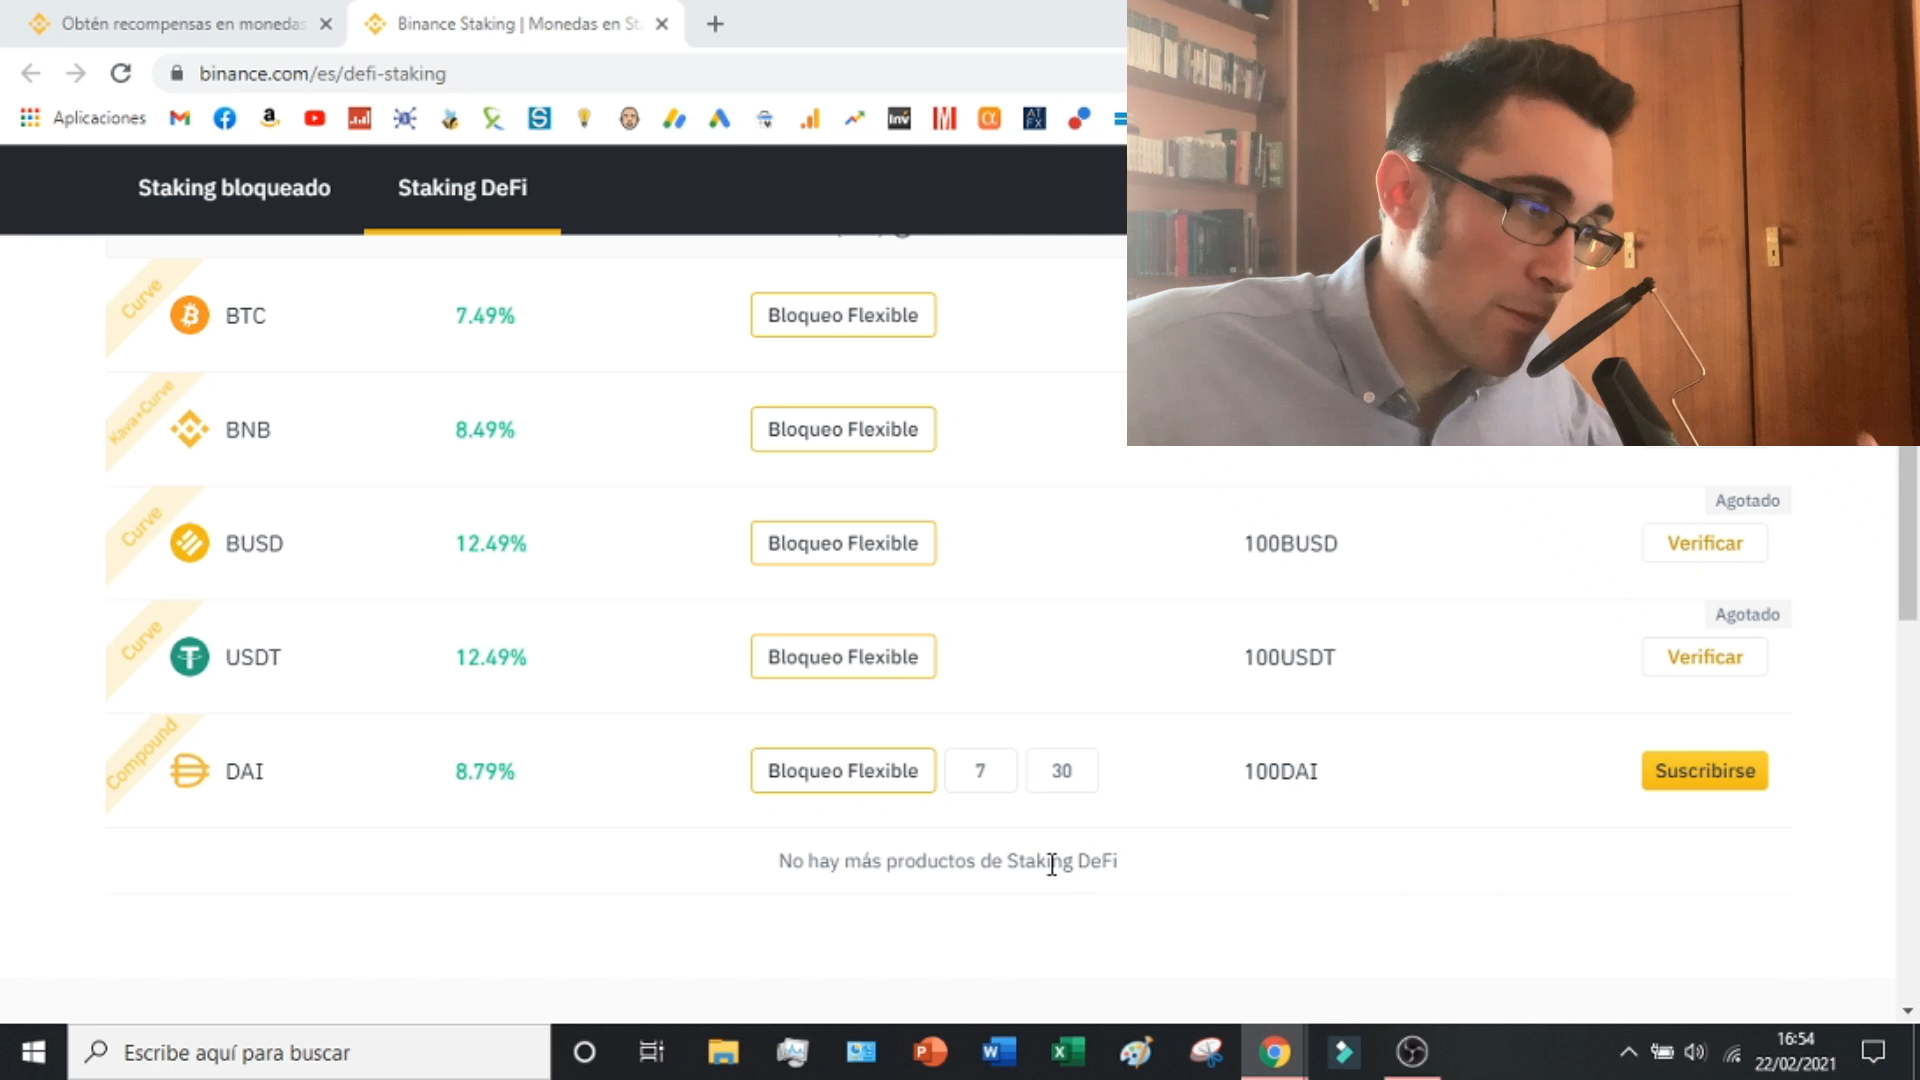 Obtén recompensas en monedas
Binance Staking | Monedas en St
binance.com/es/defi-staking
Aplicaciones
Inv
AT
FX
Staking bloqueado
Staking DeFi
Curve
BTC
7.49%
Bloqueo Flexible
Kava+Curve
BNB
8.49%
Bloqueo Flexible
Agotado
Curve
BUSD
12.49%
Bloqueo Flexible
100BUSD
Verificar
Agotado
Curve
USDT
12.49%
Bloqueo Flexible
100USDT
Verificar
Compound
DAI
8.79%
Bloqueo Flexible
7
30
100DAI
Suscribirse
No hay más productos de Staking DeFi
Escribe aquí para buscar
16:54
22/02/2021